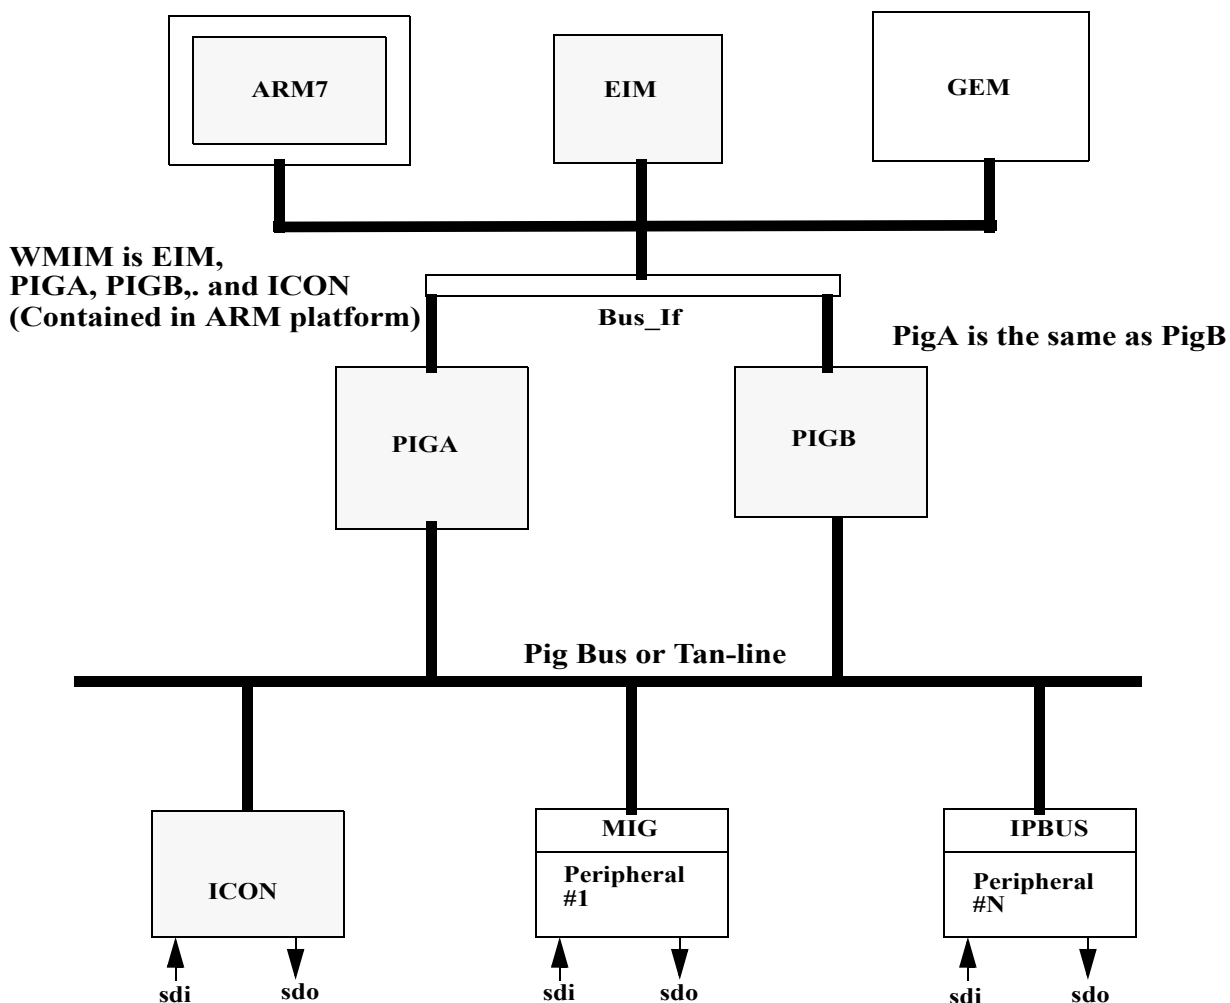 ARM7
EIM
GEM
WMIM is EIM,
PIGA, PIGB,. and ICON
(Contained in ARM platform)
Bus_If
PigA is the same as PigB
PIGA
PIGB
Pig Bus or Tan-line
ICON
MIG
Peripheral
#1
IPBUS
Peripheral
#N
sdi
sdo
sdi
sdo
sdi
sdo